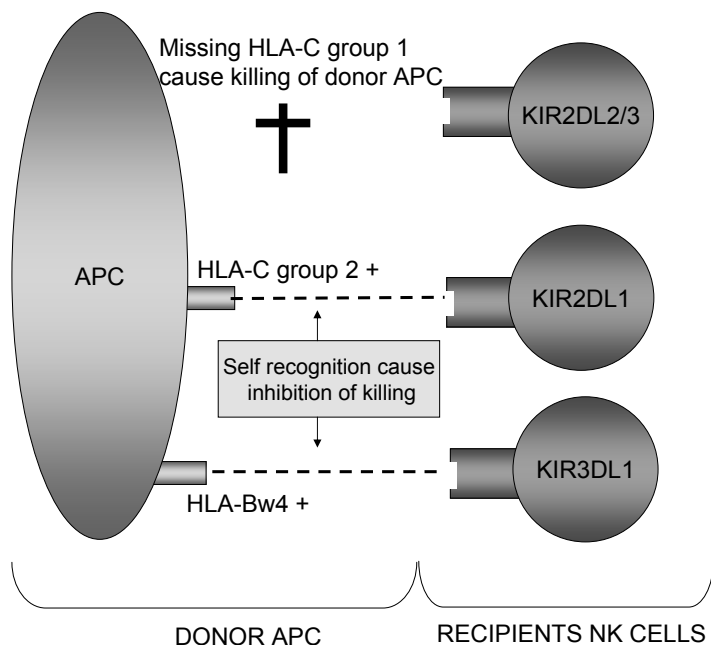 Missing HLA-C group 1
cause killing of donor APC
KIR2DL2/3
APC
HLA-C group 2 +
KIR2DL1
Self recognition cause
inhibition of killing
KIR3DL1
HLA-Bw4 +
DONOR APC
RECIPIENTS NK CELLS